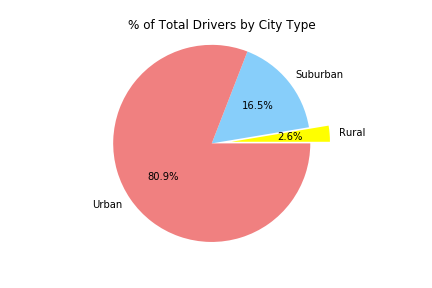 % of Total Drivers by City Type
Suburban
16.5%
Rural
2.6%
80.9%
Urban